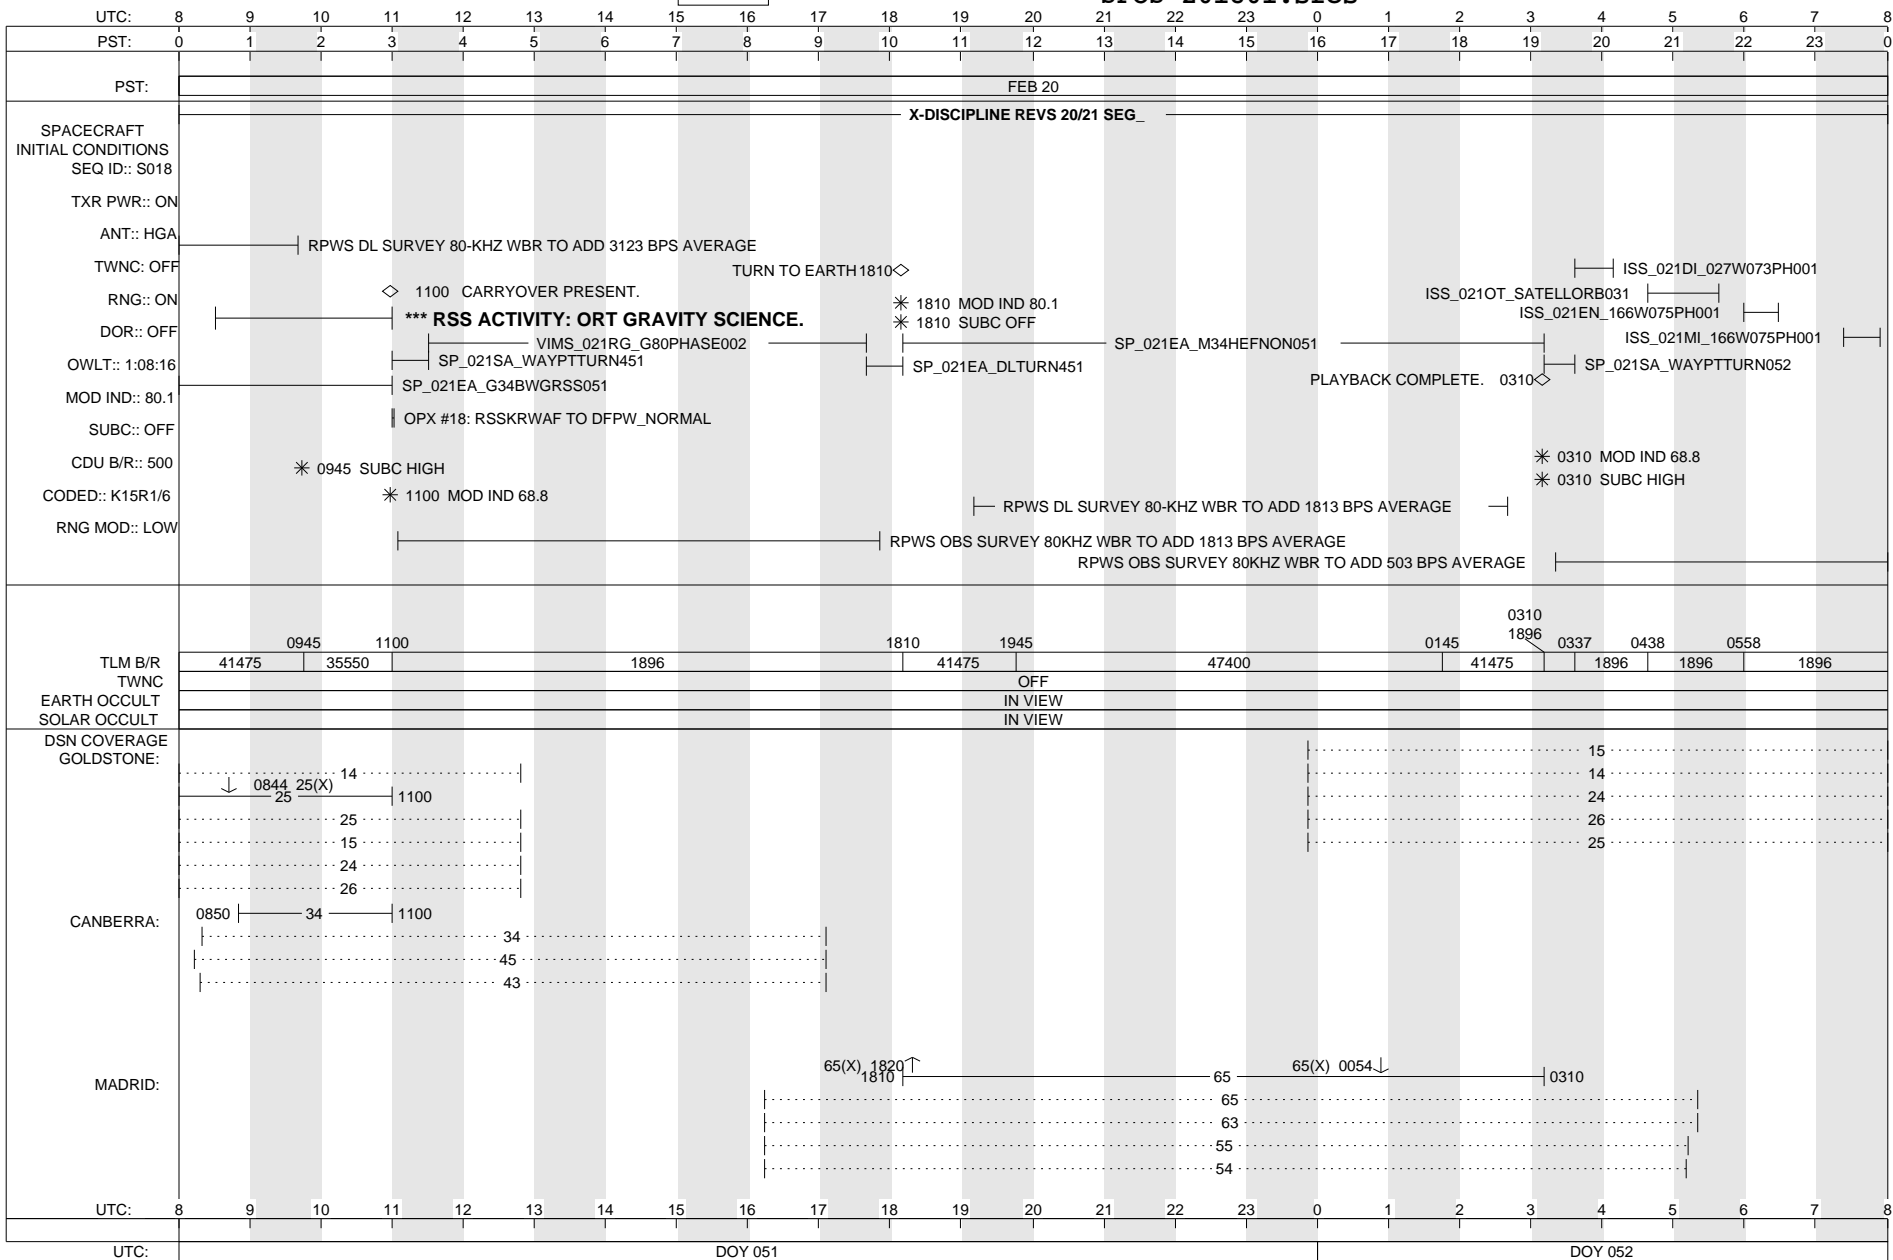 UTC: 8 9 10 11 12 13 14 15 16 17 18 19 20 21 22 23 0 1 2 3 4 5 6 7 8
PST: 0 1 2 3 4 5 6 7 8 9 10 11 12 13 14 15 16 17 18 19 20 21 22 23 0
PST: FEB 20
X-DISCIPLINE REVS 20/21 SEG_
SPACECRAFT
INITIAL CONDITIONS
SEQ ID:: S018
TXR PWR:: ON
ANT:: HGA
RPWS DL SURVEY 80-KHZ WBR TO ADD 3123 BPS AVERAGE
TWNC: OFF
TURN TO EARTH 1810
ISS_021DI_027W073PH001
RNG:: ON
1100 CARRYOVER PRESENT.
1810 MOD IND 80.1
ISS_021OT_SATELLORB031
ISS_021EN_166W075PH001
*** RSS ACTIVITY: ORT GRAVITY SCIENCE.
1810 SUBC OFF
DOR:: OFF
VIMS_021RG_G80PHASE002
SP_021EA_M34HEFNON051
ISS_021MI_166W075PH001
OWLT:: 1:08:16
SP_021SA_WAYPTTURN451
SP_021EA_DLTURN451
SP_021SA_WAYPTTURN052
SP_021EA_G34BWGRSS051
PLAYBACK COMPLETE. 0310
MOD IND:: 80.1
OPX #18: RSSKRWAF TO DFPW_NORMAL
SUBC:: OFF
CDU B/R:: 500
0945 SUBC HIGH
0310 MOD IND 68.8
0310 SUBC HIGH
CODED:: K15R1/6
1100 MOD IND 68.8
RPWS DL SURVEY 80-KHZ WBR TO ADD 1813 BPS AVERAGE
RNG MOD:: LOW
RPWS OBS SURVEY 80KHZ WBR TO ADD 1813 BPS AVERAGE
RPWS OBS SURVEY 80KHZ WBR TO ADD 503 BPS AVERAGE
0310
1896
0945 1100 1810 1945 0145 0337 0438 0558
TLM B/R 41475 35550 1896 41475 47400 41475 1896 1896 1896
TWNC OFF
EARTH OCCULT IN VIEW
SOLAR OCCULT IN VIEW
DSN COVERAGE
GOLDSTONE:
15
14 14
0844 25(X)
25 1100 24
25 26
15 25
24
26
CANBERRA:
0850 34 1100
34
45
43
MADRID:
65(X) 1820 65(X) 0054
1810 65 0310
65
63
55
54
UTC: 8 9 10 11 12 13 14 15 16 17 18 19 20 21 22 23 0 1 2 3 4 5 6 7 8
UTC: DOY 051 DOY 052